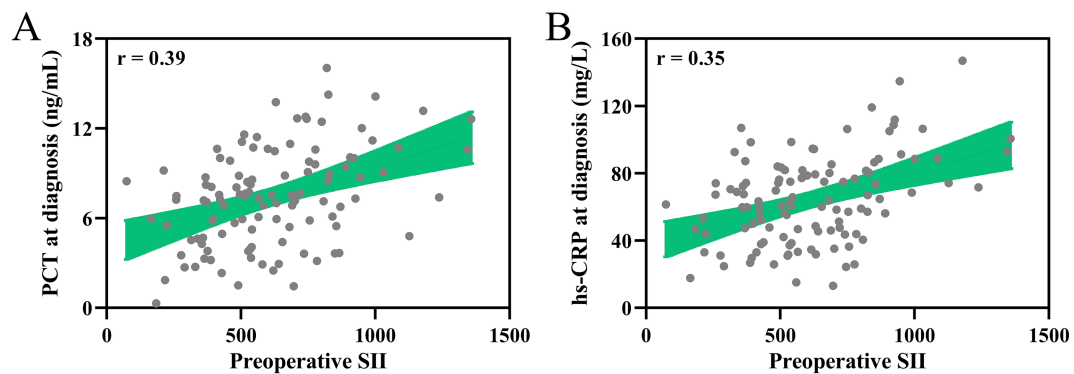 A
PCT at diagnosis (ng/mL)
18
12
6
0
r = 0.39
0
500
1000
1500
Preoperative SII
B
hs-CRP at diagnosis (mg/L)
160
120
80
40
0
r = 0.35
0
500
1000
1500
Preoperative SII